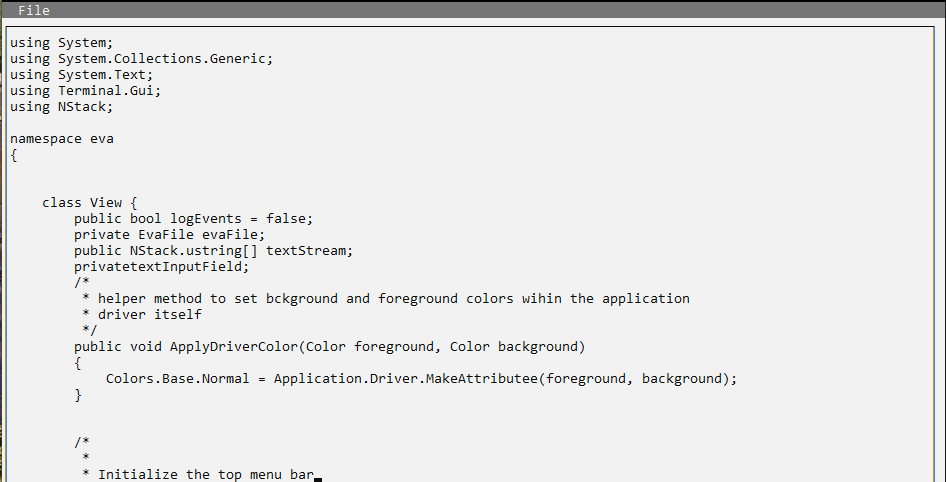 File
using System;
using System.Collections.Generic;
using System.Text;
using Terminal.Gui;
using NStack;
namespace eva
{
class View {
public bool logEvents = false;
private EvaFile evaFile;
public NStack.ustring[] textStream;
privatetextInputField;
/*
* helper method to set bckground and foreground colors wihin the application
* driver itself
*/
public void ApplyDriverColor(Color foreground, Color background)
{
Colors.Base.Normal = Application.Driver.MakeAttributee(foreground, background);
}
/*
*
* Initialize the top menu bar